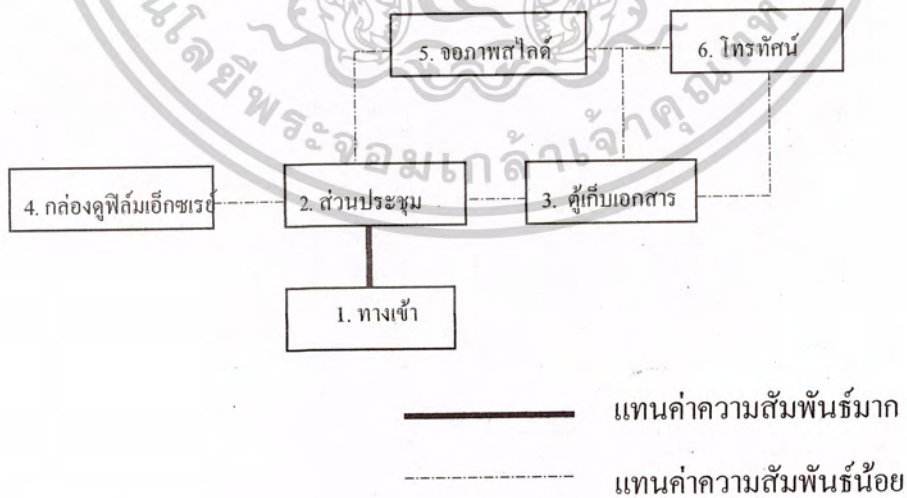 5. จอภาพสไลด์
6. โทรทัศน์
4. กล่องดูฟิล์มเอ็กซเรย์
2. ส่วนประชุม
3. ตู้เก็บเอกสาร
1. ทางเข้า
แทนค่าความสัมพันธ์มาก
แทนค่าความสัมพันธ์น้อย